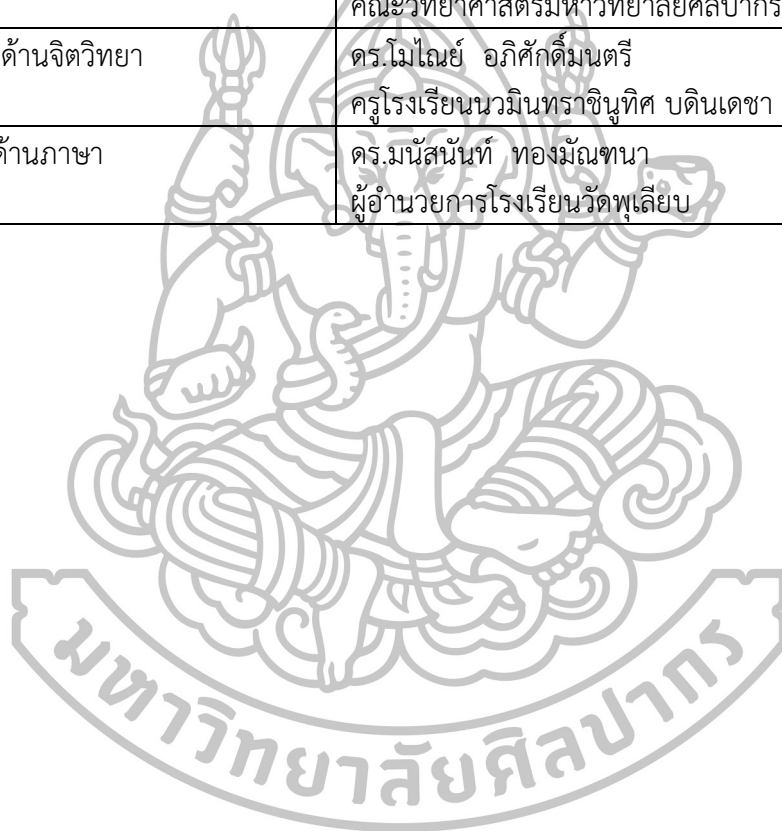 คณะวิทยาศาสตร์มหาวิทยาลัยศิลปากร
ด้านจิตวิทยา
ดร.โมไณย์ อภิศักดิ์มนตรี
ครูโรงเรียนนวมินทราชินูทิศ บดินเดชา
ด้านภาษา
ดร.มนัสนันท์ ทองมัณฑนา
ผู้อำนวยการโรงเรียนวัดพุเลียบ
มหาวิทยาลัยศิลปากร